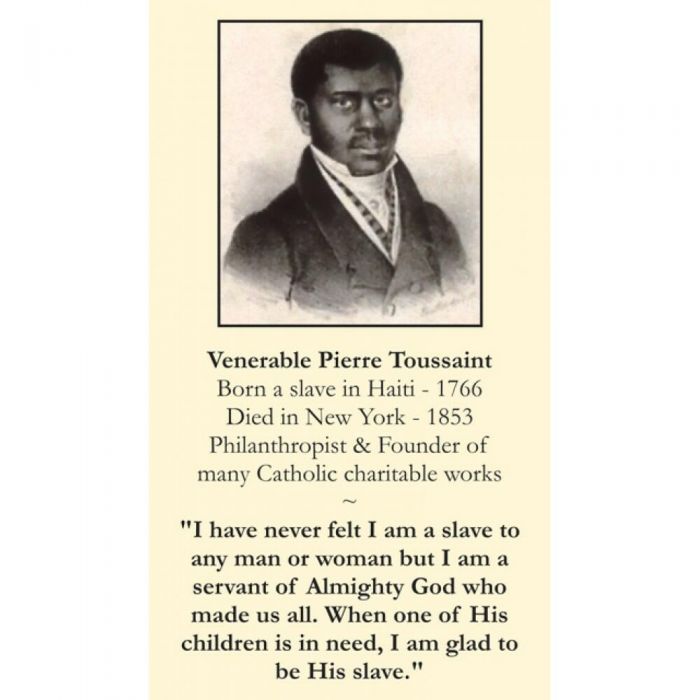 Venerable Pierre Toussaint
Born a slave in Haiti - 1766
Died in New York - 1853
Philanthropist & Founder of
many Catholic charitable works
~
"I have never felt I am a slave to
any man or woman but I am a
servant of Almighty God who
made us all. When one of His
children is in need, I am glad to
be His slave."